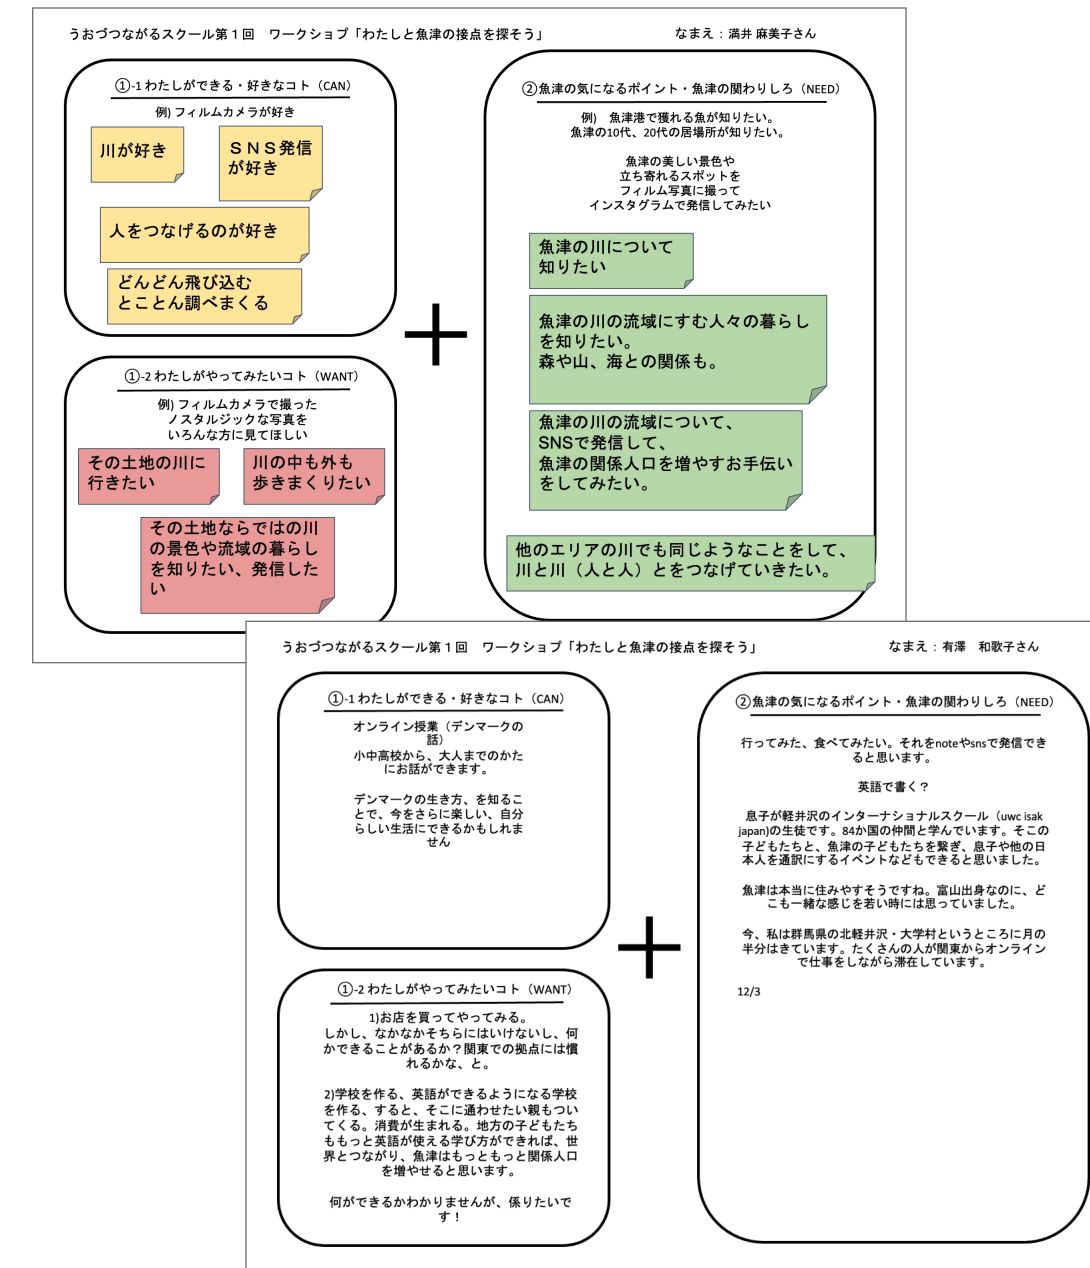 うおづつながるスクール第１回　ワークショップ「わたしと魚津の接点を探そう」
なまえ：満井 麻美子さん
①-1 わたしができる・好きなコト（CAN）
例) フィルムカメラが好き
川が好き
ＳＮＳ発信
が好き
人をつなげるのが好き
どんどん飛び込む
とことん調べまくる
①-2 わたしがやってみたいコト（WANT）
例) フィルムカメラで撮った
ノスタルジックな写真を
いろんな方に見てほしい
その土地の川に
行きたい
川の中も外も
歩きまくりたい
その土地ならではの川
の景色や流域の暮らし
を知りたい、発信した
い
＋
②魚津の気になるポイント・魚津の関わりしろ（NEED）
例)　魚津港で獲れる魚が知りたい。
魚津の10代、20代の居場所が知りたい。
魚津の美しい景色や
立ち寄れるスポットを
フィルム写真に撮って
インスタグラムで発信してみたい
魚津の川について
知りたい
魚津の川の流域にすむ人々の暮らし
を知りたい。
森や山、海との関係も。
魚津の川の流域について、
SNSで発信して、
魚津の関係人口を増やすお手伝い
をしてみたい。
他のエリアの川でも同じようなことをして、
川と川（人と人）とをつなげていきたい。
うおづつながるスクール第１回　ワークショップ「わたしと魚津の接点を探そう」
なまえ：有澤　和歌子さん
①-1 わたしができる・好きなコト（CAN）
オンライン授業（デンマークの
話）
小中高校から、大人までのかた
にお話ができます。
デンマークの生き方、を知るこ
とで、今をさらに楽しい、自分
らしい生活にできるかもしれま
せん
①-2 わたしがやってみたいコト（WANT）
1)お店を買ってやってみる。
しかし、なかなかそちらにはいけないし、何
かできることがあるか？関東での拠点には慣
れるかな、と。
2)学校を作る、英語ができるようになる学校
を作る、すると、そこに通わせたい親もつい
てくる。消費が生まれる。地方の子どもたち
ももっと英語が使える学び方ができれば、世
界とつながり、魚津はもっともっと関係人口
を増やせると思います。
何ができるかわかりませんが、係りたいで
す！
＋
②魚津の気になるポイント・魚津の関わりしろ（NEED）
行ってみた、食べてみたい。それをnoteやsnsで発信でき
ると思います。
英語で書く？
息子が軽井沢のインターナショナルスクール（uwc isak
japan)の生徒です。84か国の仲間と学んでいます。そこの
子どもたちと、魚津の子どもたちを繋ぎ、息子や他の日
本人を通訳にするイベントなどもできると思いました。
魚津は本当に住みやすそうですね。富山出身なのに、ど
こも一緒な感じを若い時には思っていました。
今、私は群馬県の北軽井沢・大学村というところに月の
半分はきています。たくさんの人が関東からオンライン
で仕事をしながら滞在しています。
12/3